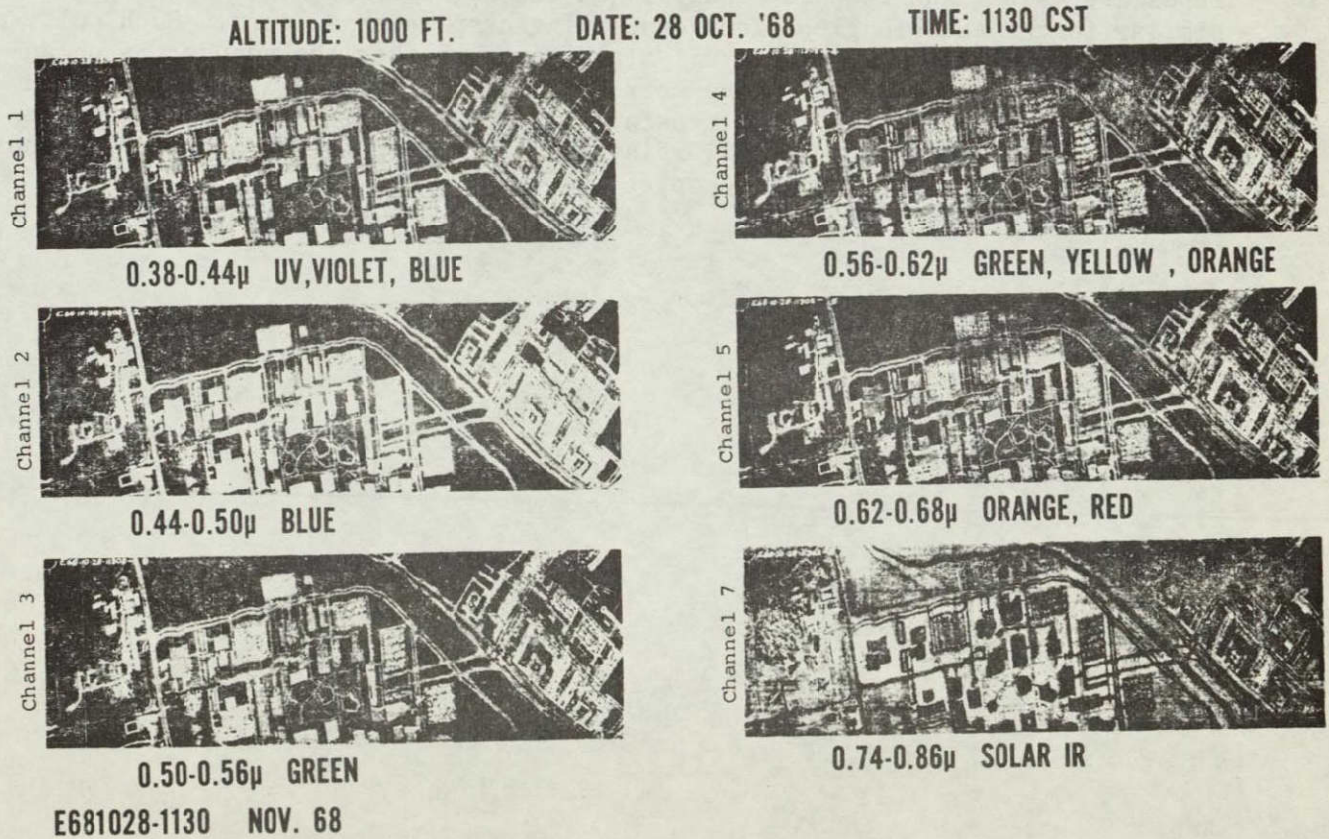 ALTITUDE: 1000 FT. DATE: 28 OCT. '68 TIME: 1130 CST
Channel 1
0.38-0.44µ UV,VIOLET, BLUE
Channel 2
0.44-0.50µ BLUE
Channel 3
0.50-0.56µ GREEN
Channel 4
0.56-0.62µ GREEN, YELLOW , ORANGE
Channel 5
0.62-0.68µ ORANGE, RED
Channel 7
0.74-0.86µ SOLAR IR
E681028-1130 NOV. 68